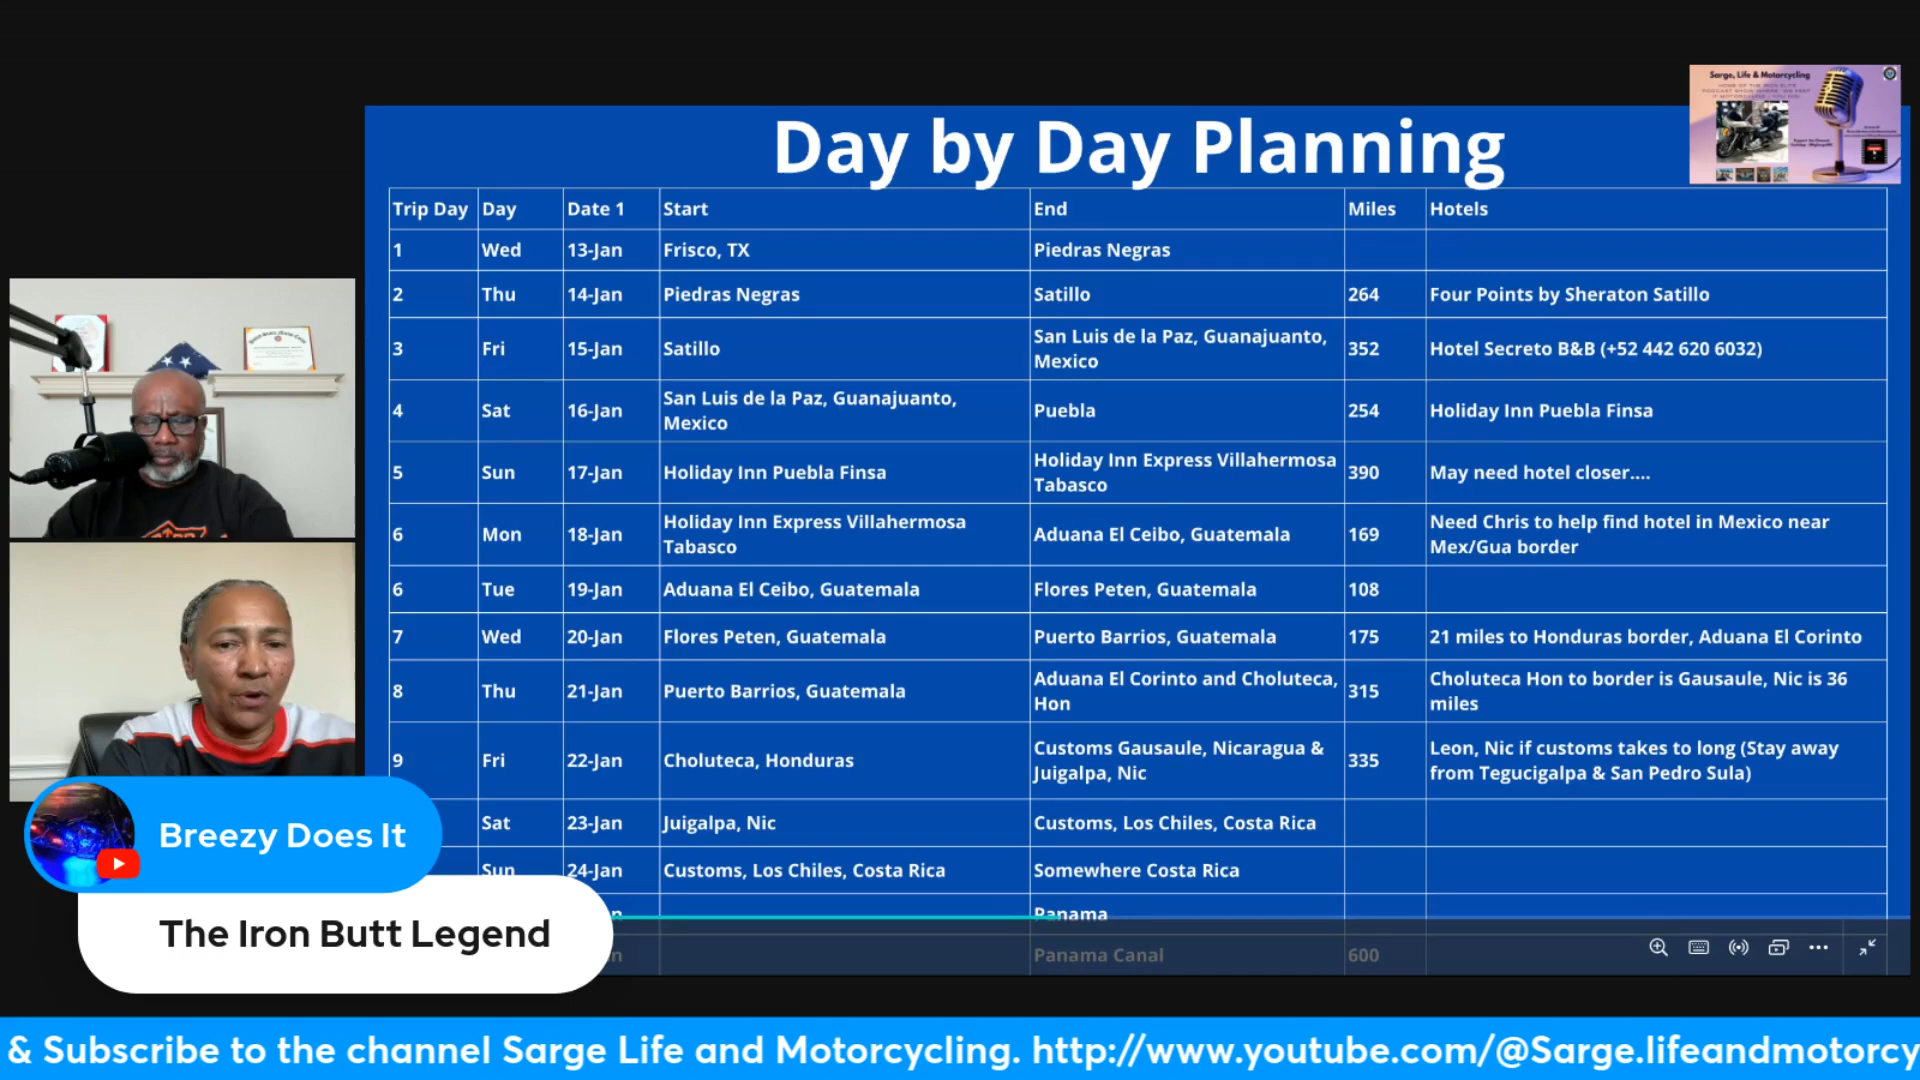 Sarge, Life & Motorcycling
Day by Day Planning
Trip Day Day Date 1 Start End Miles Hotels
1 Wed 13-Jan Frisco, TX Piedras Negras
2 Thu 14-Jan Piedras Negras Satillo 264 Four Points by Sheraton Satillo
3 Fri 15-Jan Satillo San Luis de la Paz, Guanajuanto,
Mexico 352 Hotel Secreto B&B (+52 442 620 6032)
4 Sat 16-Jan San Luis de la Paz, Guanajuanto,
Mexico Puebla 254 Holiday Inn Puebla Finsa
5 Sun 17-Jan Holiday Inn Puebla Finsa Holiday Inn Express Villahermosa
Tabasco 390 May need hotel closer....
6 Mon 18-Jan Holiday Inn Express Villahermosa
Tabasco Aduana El Ceibo, Guatemala 169 Need Chris to help find hotel in Mexico near
Mex/Gua border
6 Tue 19-Jan Aduana El Ceibo, Guatemala Flores Peten, Guatemala 108
7 Wed 20-Jan Flores Peten, Guatemala Puerto Barrios, Guatemala 175 21 miles to Honduras border, Aduana El Corinto
8 Thu 21-Jan Puerto Barrios, Guatemala Aduana El Corinto and Choluteca,
Hon 315 Choluteca Hon to border is Gausaule, Nic is 36
miles
9 Fri 22-Jan Choluteca, Honduras Customs Gausaule, Nicaragua &
Juigalpa, Nic 335 Leon, Nic if customs takes to long (Stay away
from Tegucigalpa & San Pedro Sula)
Sat 23-Jan Juigalpa, Nic Customs, Los Chiles, Costa Rica
Sun 24-Jan Customs, Los Chiles, Costa Rica Somewhere Costa Rica
Panama
Panama Canal 600
Breezy Does It
The Iron Butt Legend
& Subscribe to the channel Sarge Life and Motorcycling. http://www.youtube.com/@Sarge.lifeandmotorcy